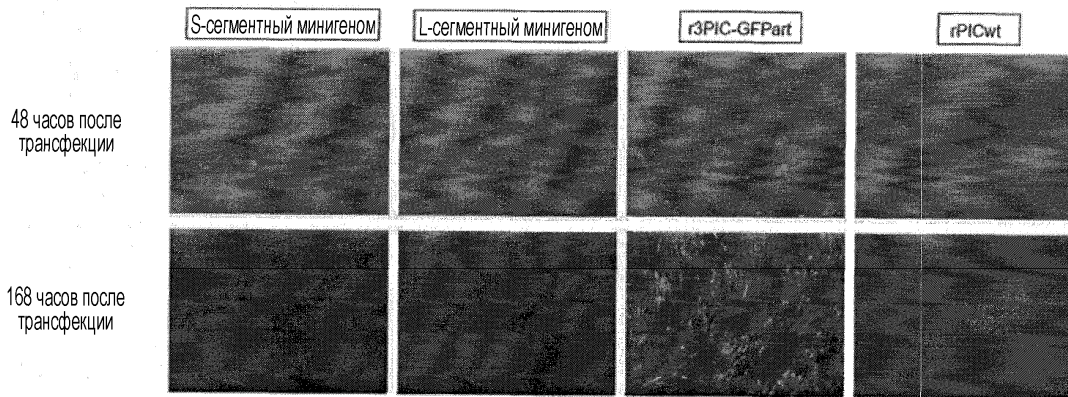 S-сегментный минигеном
L-сегментный минигеном
r3PIC-GFPart
rPICwt
48 часов после
трансфекции
168 часов после
трансфекции